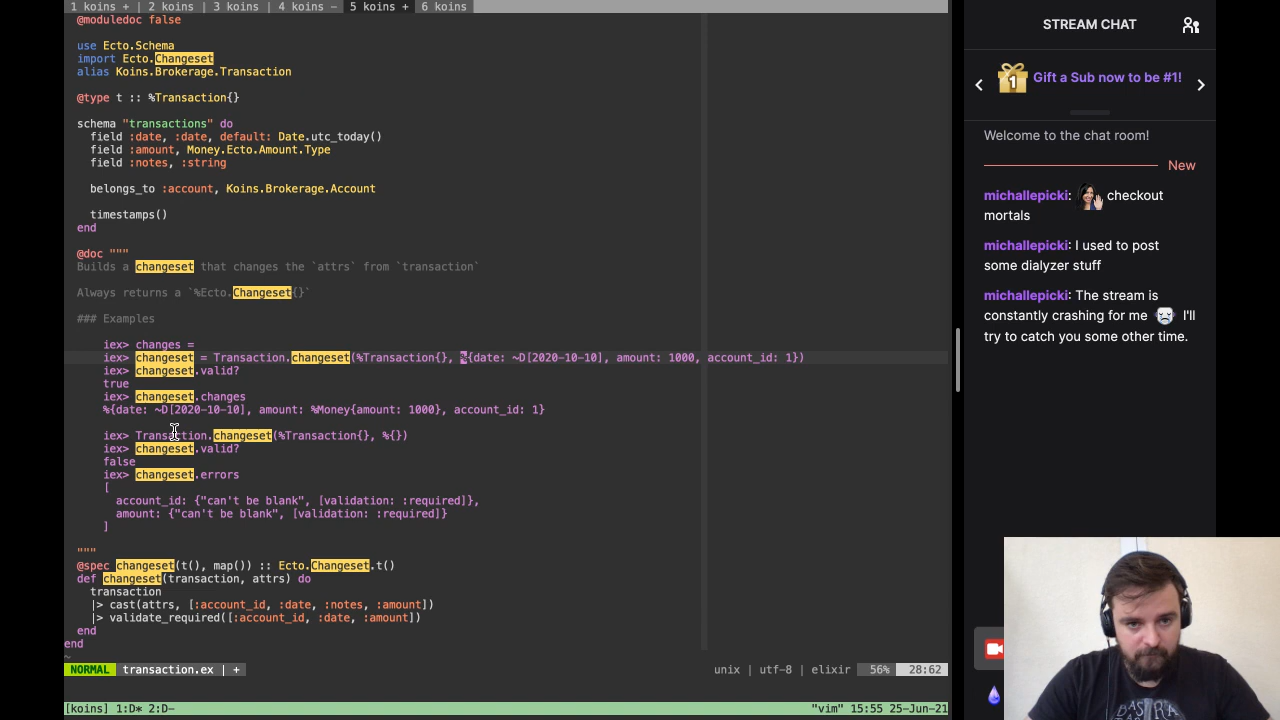 1 koins + | 2 koins | 3 koins | 4 koins - 5 koins + 6 koins
@moduledoc false
use Ecto.Schema
import Ecto.Changeset
alias Koins.Brokerage.Transaction
@type t :: %Transaction{}
schema "transactions" do
field :date, :date, default: Date.utc_today()
field :amount, Money.Ecto.Amount.Type
field :notes, :string
belongs_to :account, Koins.Brokerage.Account
timestamps()
end
@doc """
Builds a changeset that changes the `attrs` from `transaction`
Always returns a `%Ecto.Changeset{}`
### Examples
iex> changes =
iex> changeset = Transaction.changeset(%Transaction{}, %{date: ~D[2020-10-10], amount: 1000, account_id: 1})
iex> changeset.valid?
true
iex> changeset.changes
%{date: ~D[2020-10-10], amount: %Money{amount: 1000}, account_id: 1}
iex> Transaction.changeset(%Transaction{}, %{})
iex> changeset.valid?
false
iex> changeset.errors
[
account_id: {"can't be blank", [validation: :required]},
amount: {"can't be blank", [validation: :required]}
]
"""
@spec changeset(t(), map()) :: Ecto.Changeset.t()
def changeset(transaction, attrs) do
transaction
|> cast(attrs, [:account_id, :date, :notes, :amount])
|> validate_required([:account_id, :date, :amount])
end
end
~
NORMAL transaction.ex | + unix | utf-8 | elixir 56% 28:62
[koins] 1:D* 2:D- "vim" 15:55 25-Jun-21
STREAM CHAT
1 Gift a Sub now to be #1!
Welcome to the chat room!
New
michallepicki: checkout
mortals
michallepicki: I used to post
some dialyzer stuff
michallepicki: The stream is
constantly crashing for me I'll
try to catch you some other time.